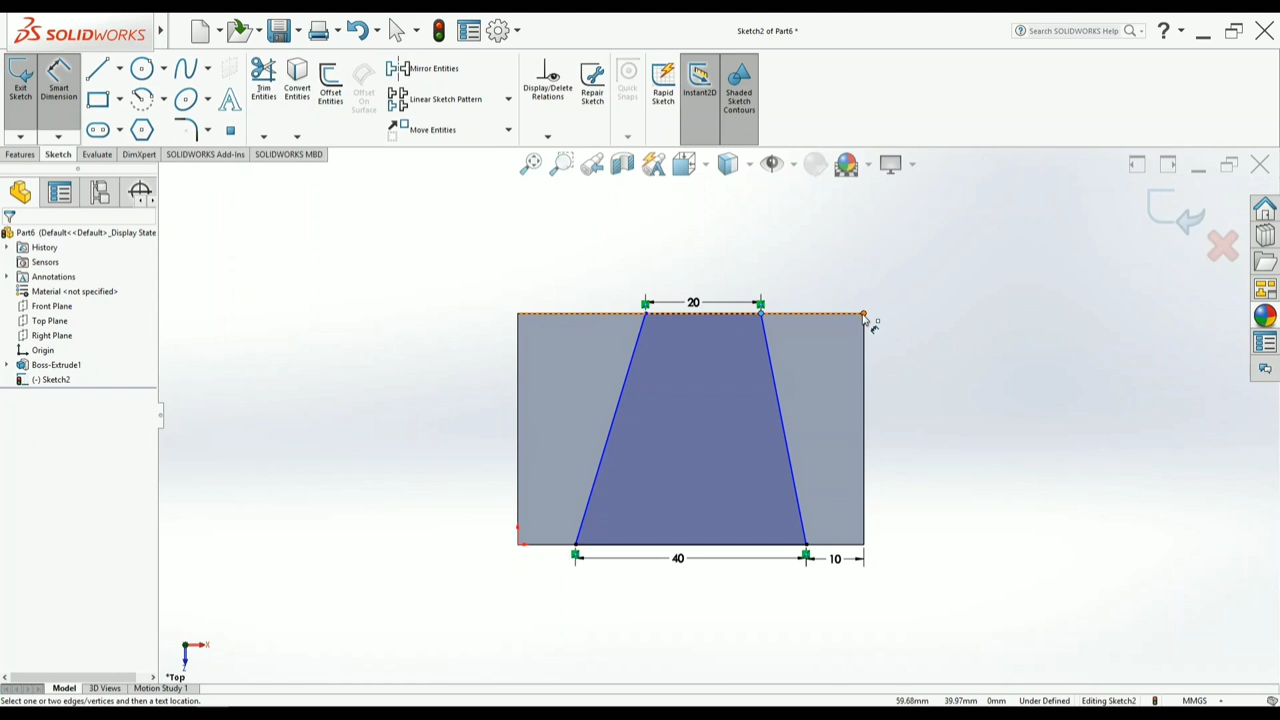 SOLIDWORKS
Sketch2 of Part6 *
Search SOLIDWORKS Help
Exit Sketch
Smart Dimension
Trim Entities
Convert Entities
Offset Entities
Offset On Surface
Mirror Entities
Linear Sketch Pattern
Move Entities
Display/Delete Relations
Repair Sketch
Quick Snaps
Rapid Sketch
Instant2D
Shaded Sketch Contours
Features
Sketch
Evaluate
DimXpert
SOLIDWORKS Add-Ins
SOLIDWORKS MBD
Part6 (Default<<Default>_Display State
History
Sensors
Annotations
Material <not specified>
Front Plane
Top Plane
Right Plane
Origin
Boss-Extrude1
(-) Sketch2
20
40
10
X
Z
*Top
Model
3D Views
Motion Study 1
Select one or two edges/vertices and then a text location.
59.68mm
39.97mm
0mm
Under Defined
Editing Sketch2
MMGS